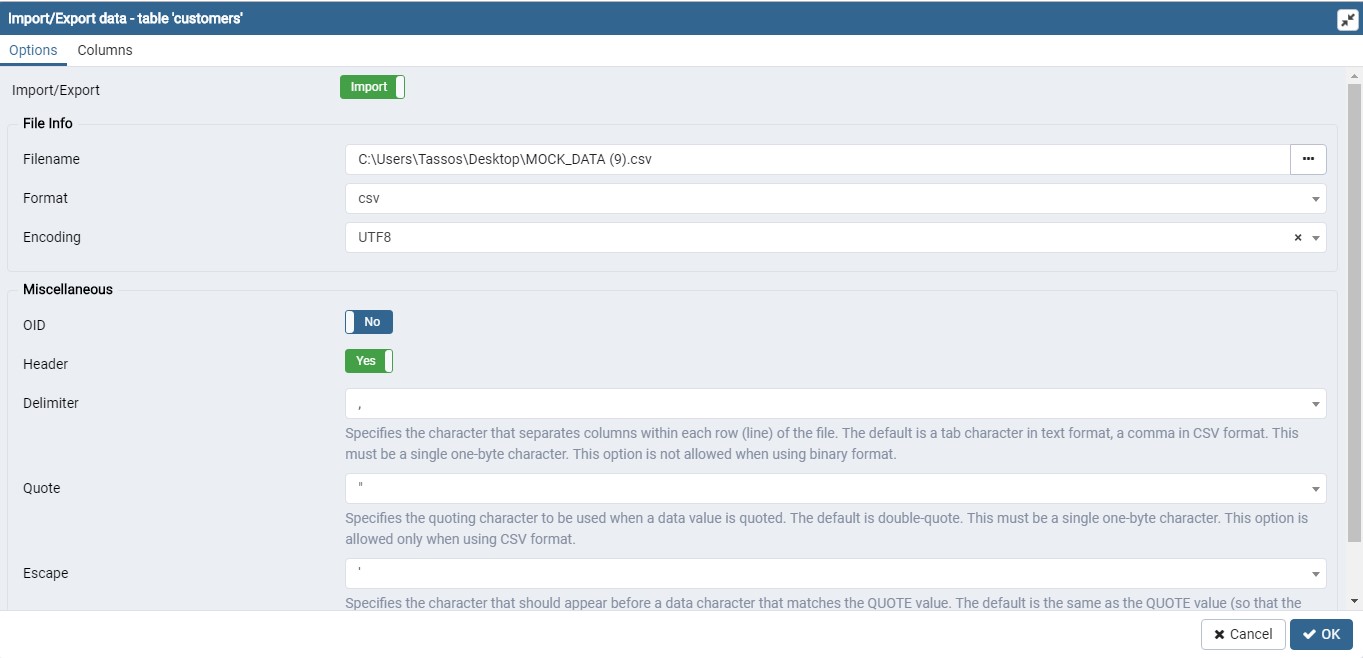 Import/Export data - table 'customers'
Options Columns
Import/Export Import
File Info
Filename C:\Users\Tassos\Desktop\MOCK_DATA (9).csv •••
Format csv
Encoding UTF8 ×
Miscellaneous
OID No
Header Yes
Delimiter ,
Specifies the character that separates columns within each row (line) of the file. The default is a tab character in text format, a comma in CSV format. This
must be a single one-byte character. This option is not allowed when using binary format.
Quote "
Specifies the quoting character to be used when a data value is quoted. The default is double-quote. This must be a single one-byte character. This option is
allowed only when using CSV format.
Escape '
Specifies the character that should appear before a data character that matches the QUOTE value. The default is the same as the QUOTE value (so that the
Cancel OK